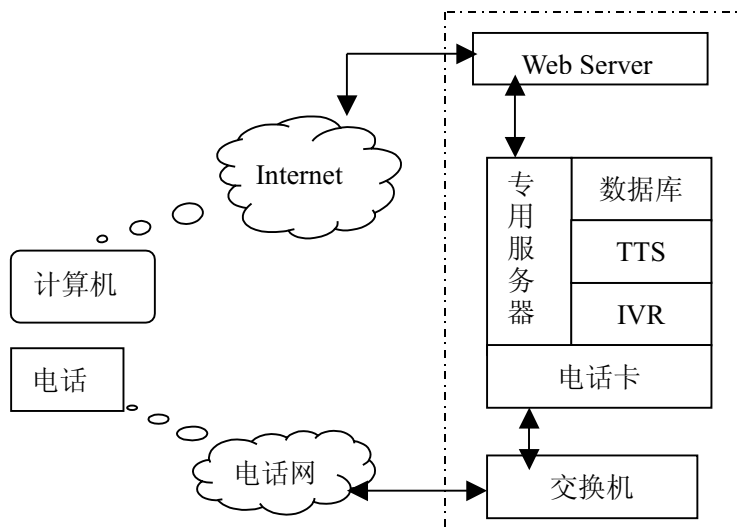 Web Server
Internet
专用服务器
数据库
TTS
IVR
计算机
电话
电话卡
电话网
交换机